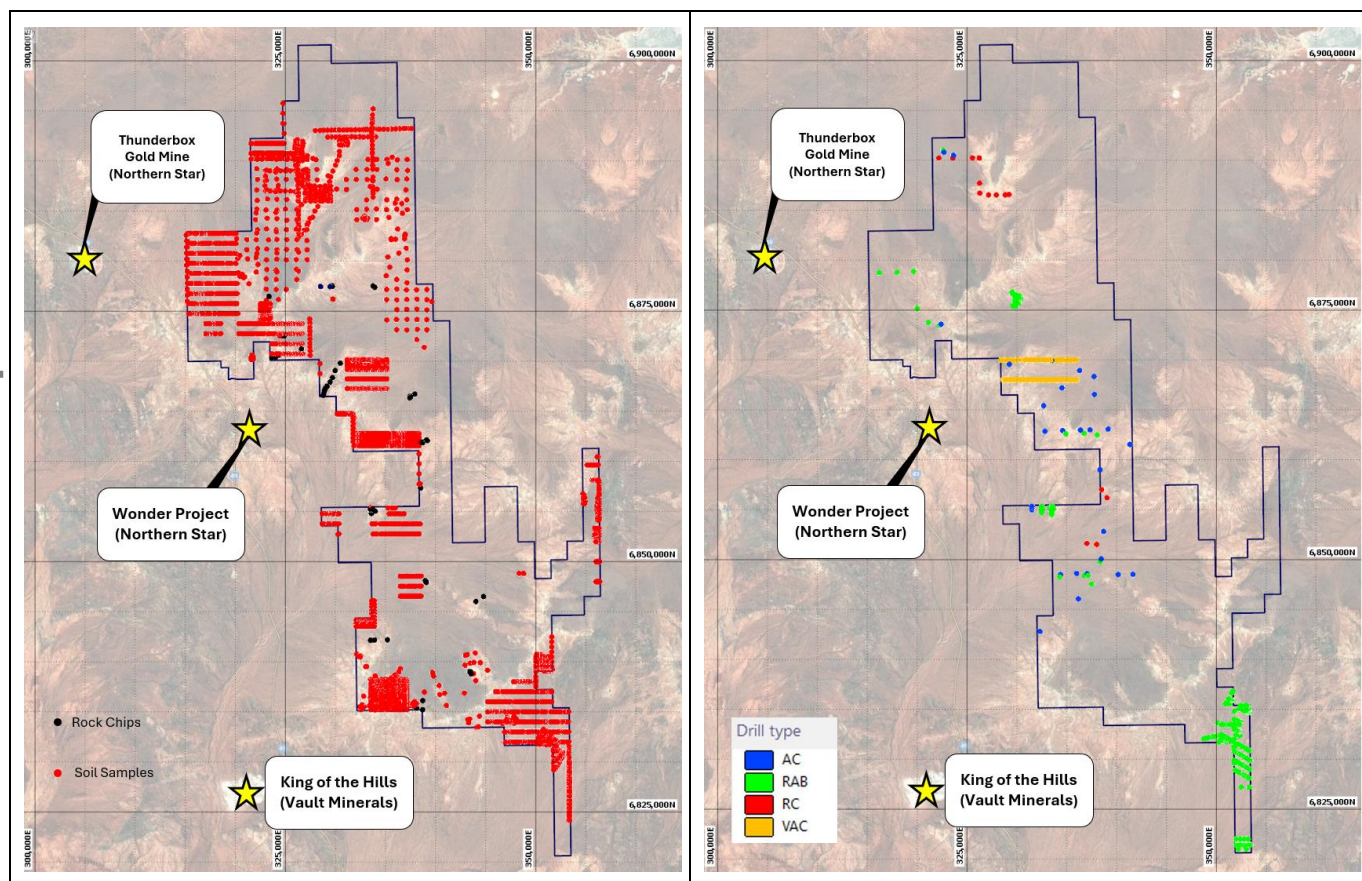 300,000E
325,000E
350,000E
6,900,000N
Thunderbox
Gold Mine
(Northern Star)
6,875,000N
Wonder Project
(Northern Star)
6,850,000N
Rock Chips
Soil Samples
King of the Hills
(Vault Minerals)
6,825,000N
300,000E
325,000E
350,000E
300,000E
325,000E
350,000E
6,900,000N
Thunderbox
Gold Mine
(Northern Star)
6,875,000N
Wonder Project
(Northern Star)
6,850,000N
Drill type
AC
RAB
RC
VAC
King of the Hills
(Vault Minerals)
6,825,000N
300,000E
325,000E
350,000E